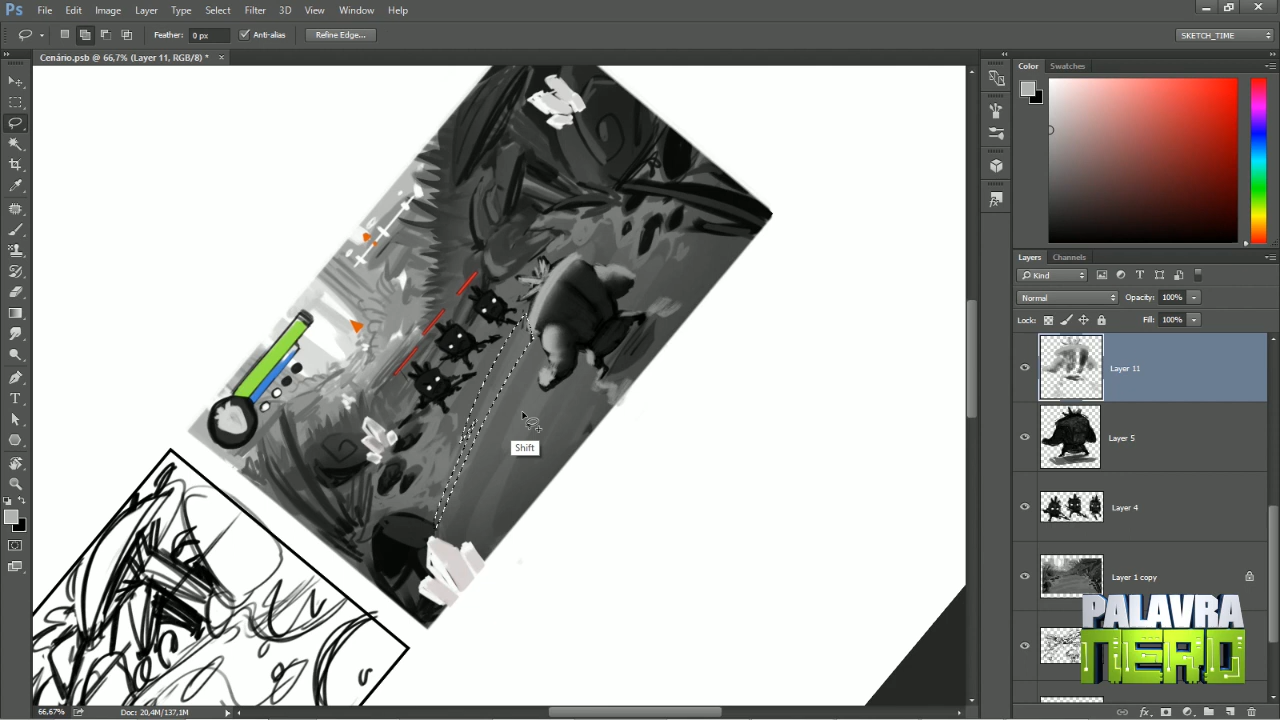 Ps File Edit Image Layer Type Select Filter 3D View Window Help
Feather: 0 px Anti-alias Refine Edge... SKETCH_TIME
Cenário.psb @ 66,7% (Layer 11, RGB/8) * ×
Color Swatches
Layers Channels
Kind
Normal Opacity: 100%
Lock: Fill: 100%
Layer 11
Layer 5
Shift
Layer 4
Layer 1 copy
PALAVRA
NERD
66,67% Doc: 20,4M/137,1M